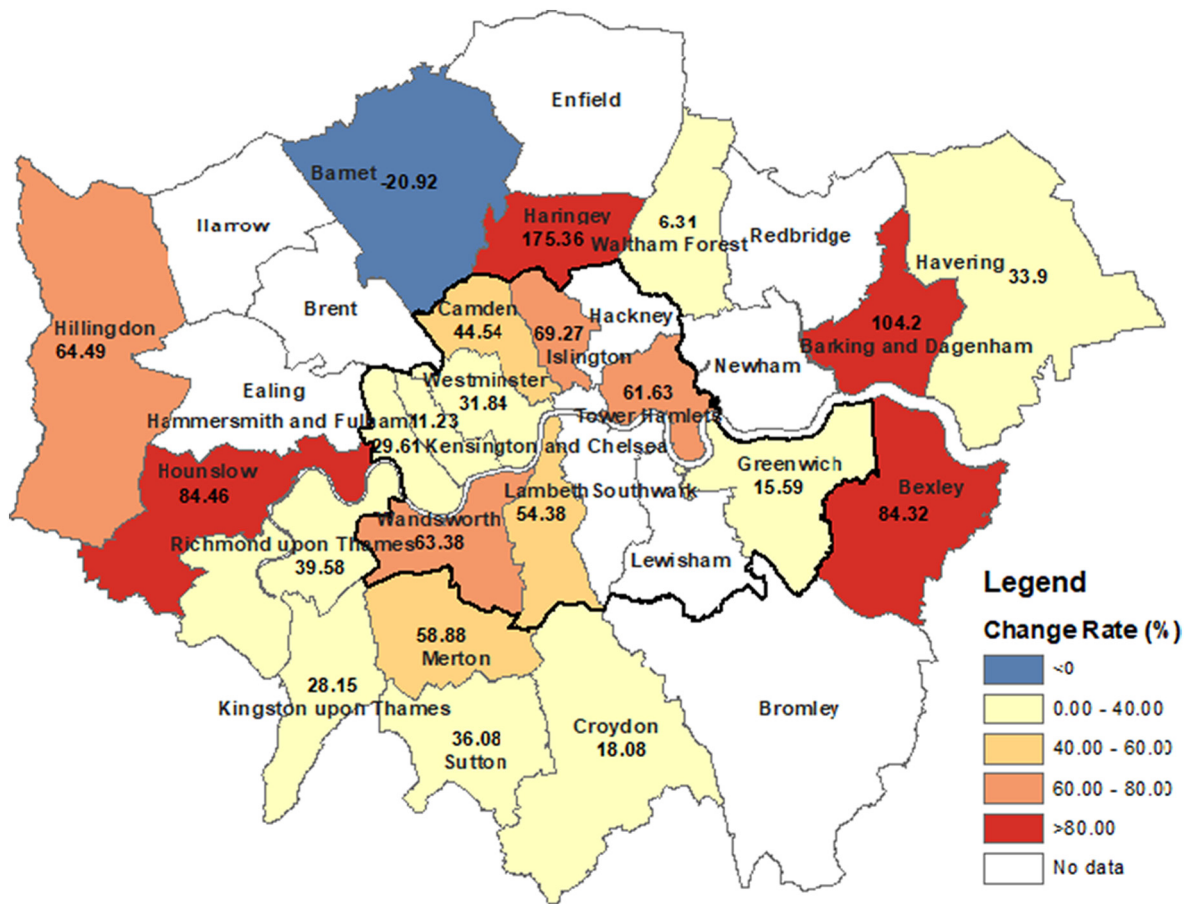 Enfield
Barnet
-20.92
Haringey
175.36
6.31
Waltham Forest
Redbridge
Harrow
Havering
33.9
Brent
Camden
44.54
69.27
Islington
Hackney
Hillingdon
64.49
104.2
Barking and Dagenham
Newham
Westminster
31.84
61.63
Tower Hamlets
Ealing
Hammersmith and Fulham
11.23
29.61
Kensington and Chelsea
Hounslow
84.46
Greenwich
15.59
Bexley
84.32
Lambeth
54.38
Southwark
Wandsworth
63.38
Richmond upon Thames
39.58
Lewisham
58.88
Merton
28.15
Kingston upon Thames
36.08
Sutton
Croydon
18.08
Bromley
Legend
Change Rate (%)
<0
0.00 - 40.00
40.00 - 60.00
60.00 - 80.00
>80.00
No data